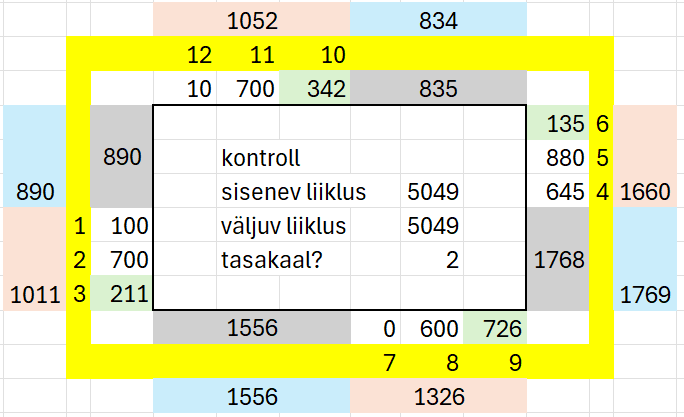 1052 834
12 11 10
10 700 342 835
135 6
890 kontroll 880 5
890 sisenev liiklus 5049 645 4 1660
1 100 väljuv liiklus 5049
2 700 tasakaal? 2 1768
1011 3 211 1769
1556 0 600 726
7 8 9
1556 1326